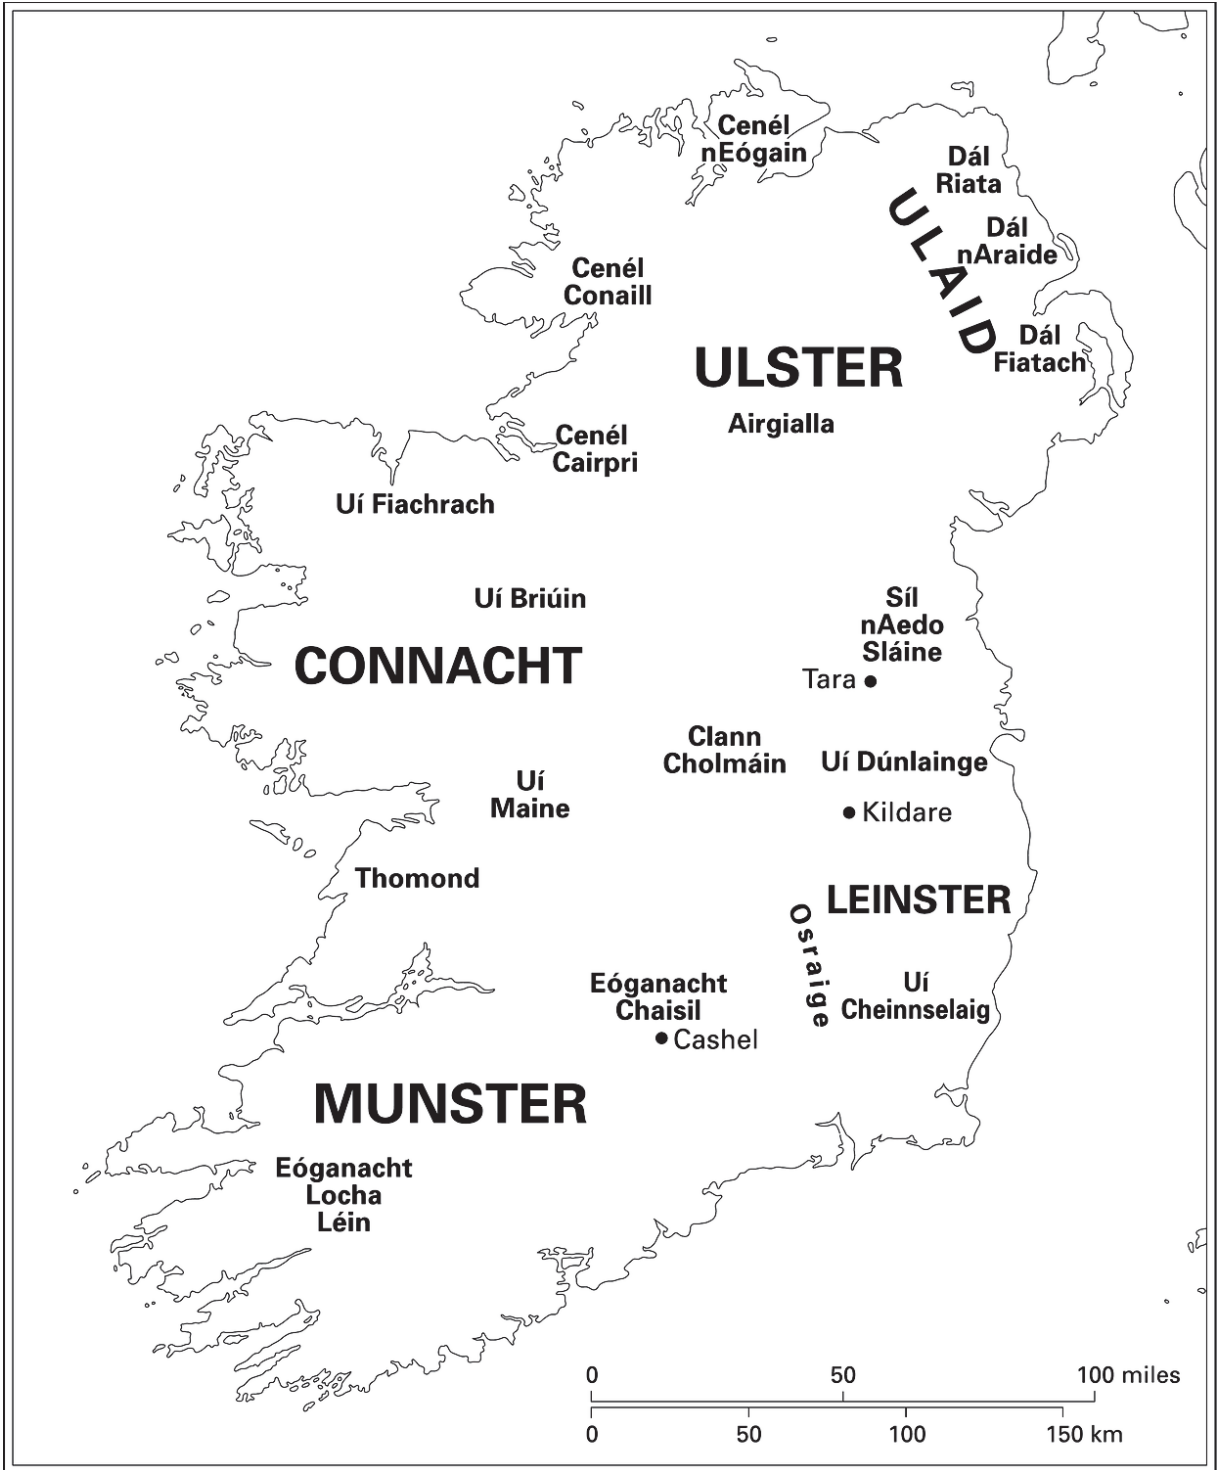 Cenél
nEógain
Dál
Riata
ULAID
Dál
nAraide
Cenél
Conaill
Dál
Fiatach
ULSTER
Airgialla
Cenél
Cairpri
Uí Fiachrach
Uí Briúin
Síl
nAedo
Sláine
CONNACHT
Tara
Clann
Cholmáin
Uí Dúnlainge
Uí
Maine
Kildare
Thomond
LEINSTER
Osraige
Eóganacht
Chaisil
Uí
Cheinnselaig
Cashel
MUNSTER
Eóganacht
Locha
Léin
0 50 100 miles
0 50 100 150 km